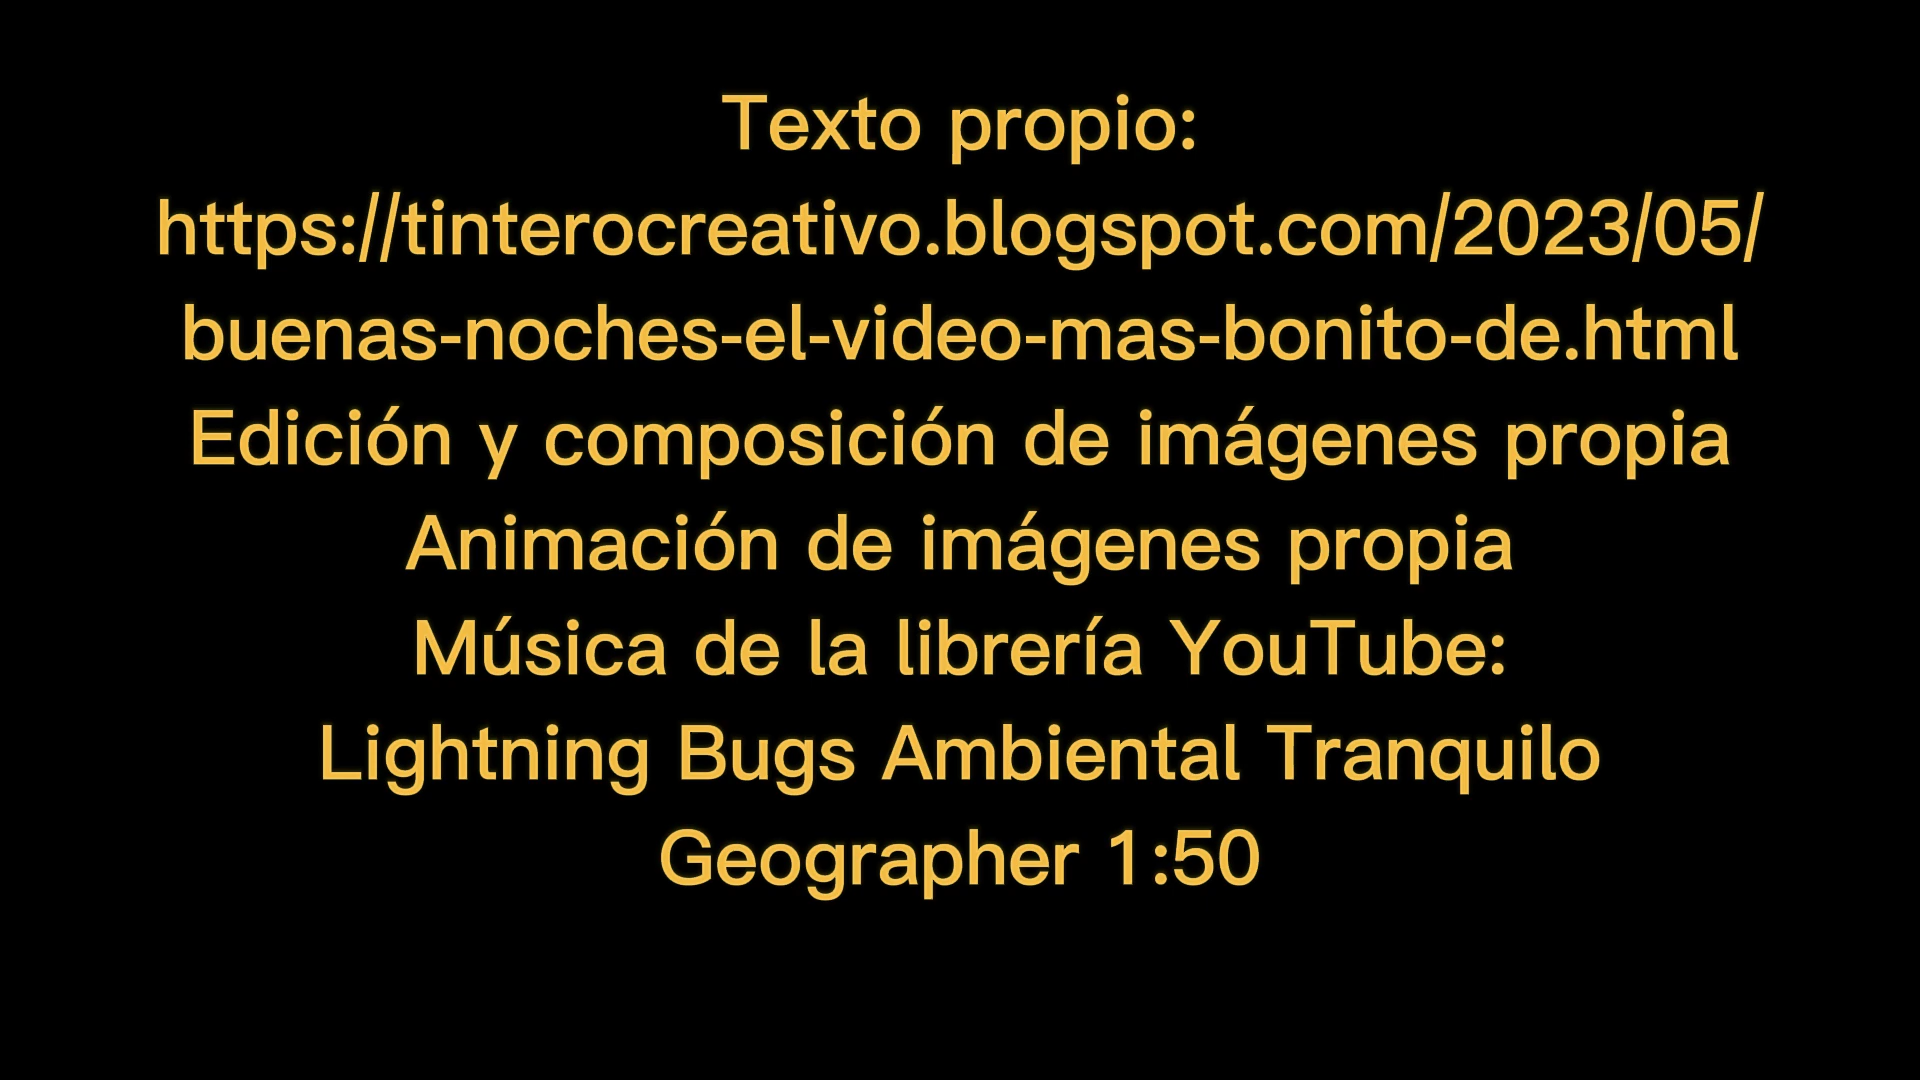 Texto propio:
https://tinterocreativo.blogspot.com/2023/05/
buenas-noches-el-video-mas-bonito-de.html
Edición y composición de imágenes propia
Animación de imágenes propia
Música de la librería YouTube:
Lightning Bugs Ambiental Tranquilo
Geographer 1:50